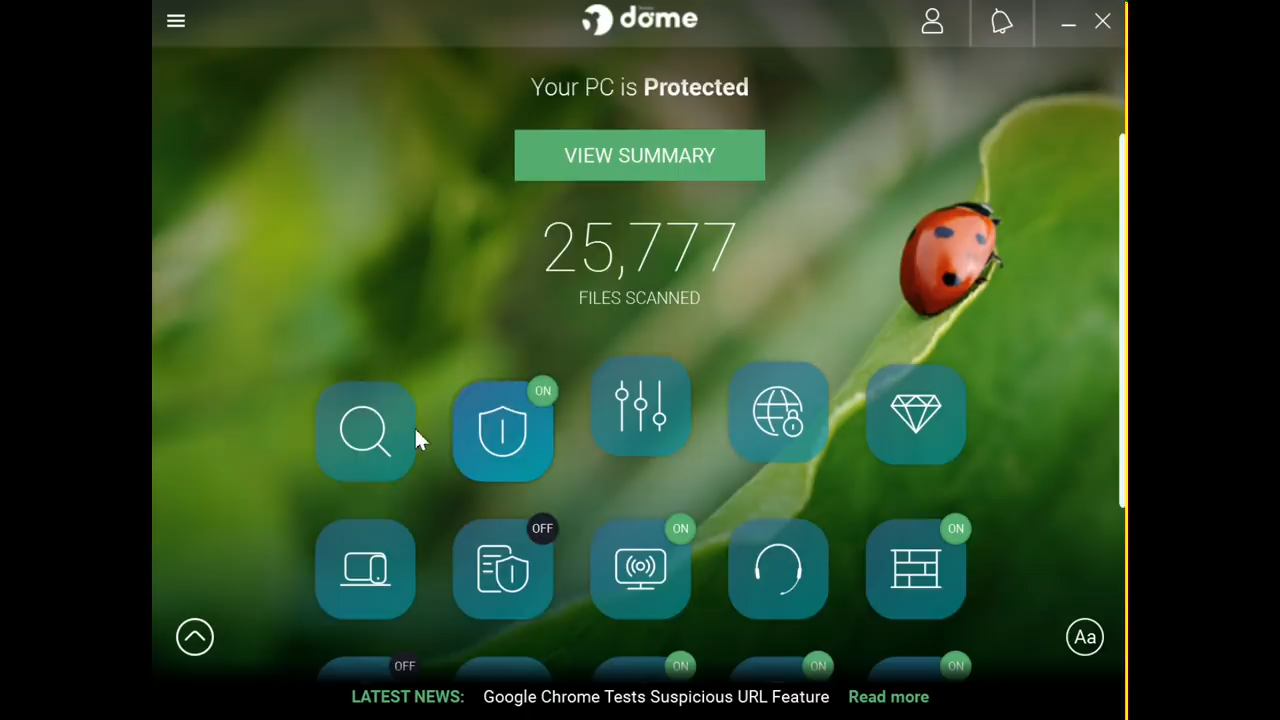 dome
Your PC is Protected
VIEW SUMMARY
25,777
FILES SCANNED
ON
OFF
ON
ON
OFF
ON
ON
ON
Aa
LATEST NEWS: Google Chrome Tests Suspicious URL Feature Read more